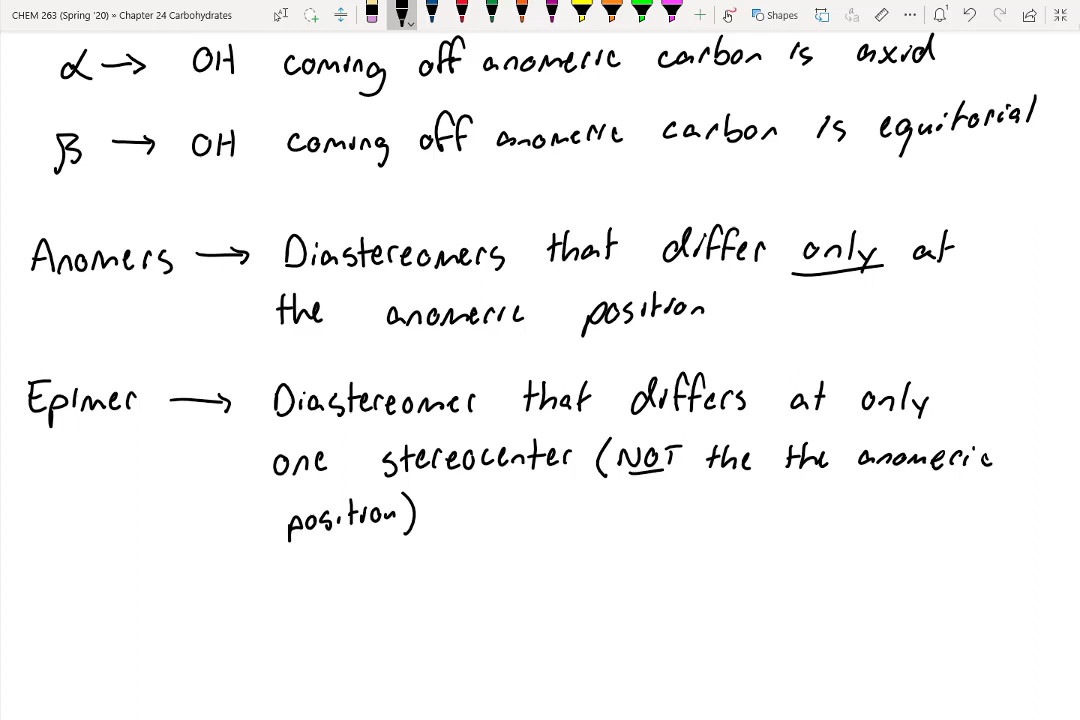 CHEM 263 (Spring '20) » Chapter 24 Carbohydrates
Shapes
α → OH coming off anomeric carbon is axial
β → OH coming off anomeric carbon is equitorial
Anomers → Diastereomers that differ only at
the anomeric position
Epimer → Diastereomer that differs at only
one stereocenter (NOT the the anomeric
position)